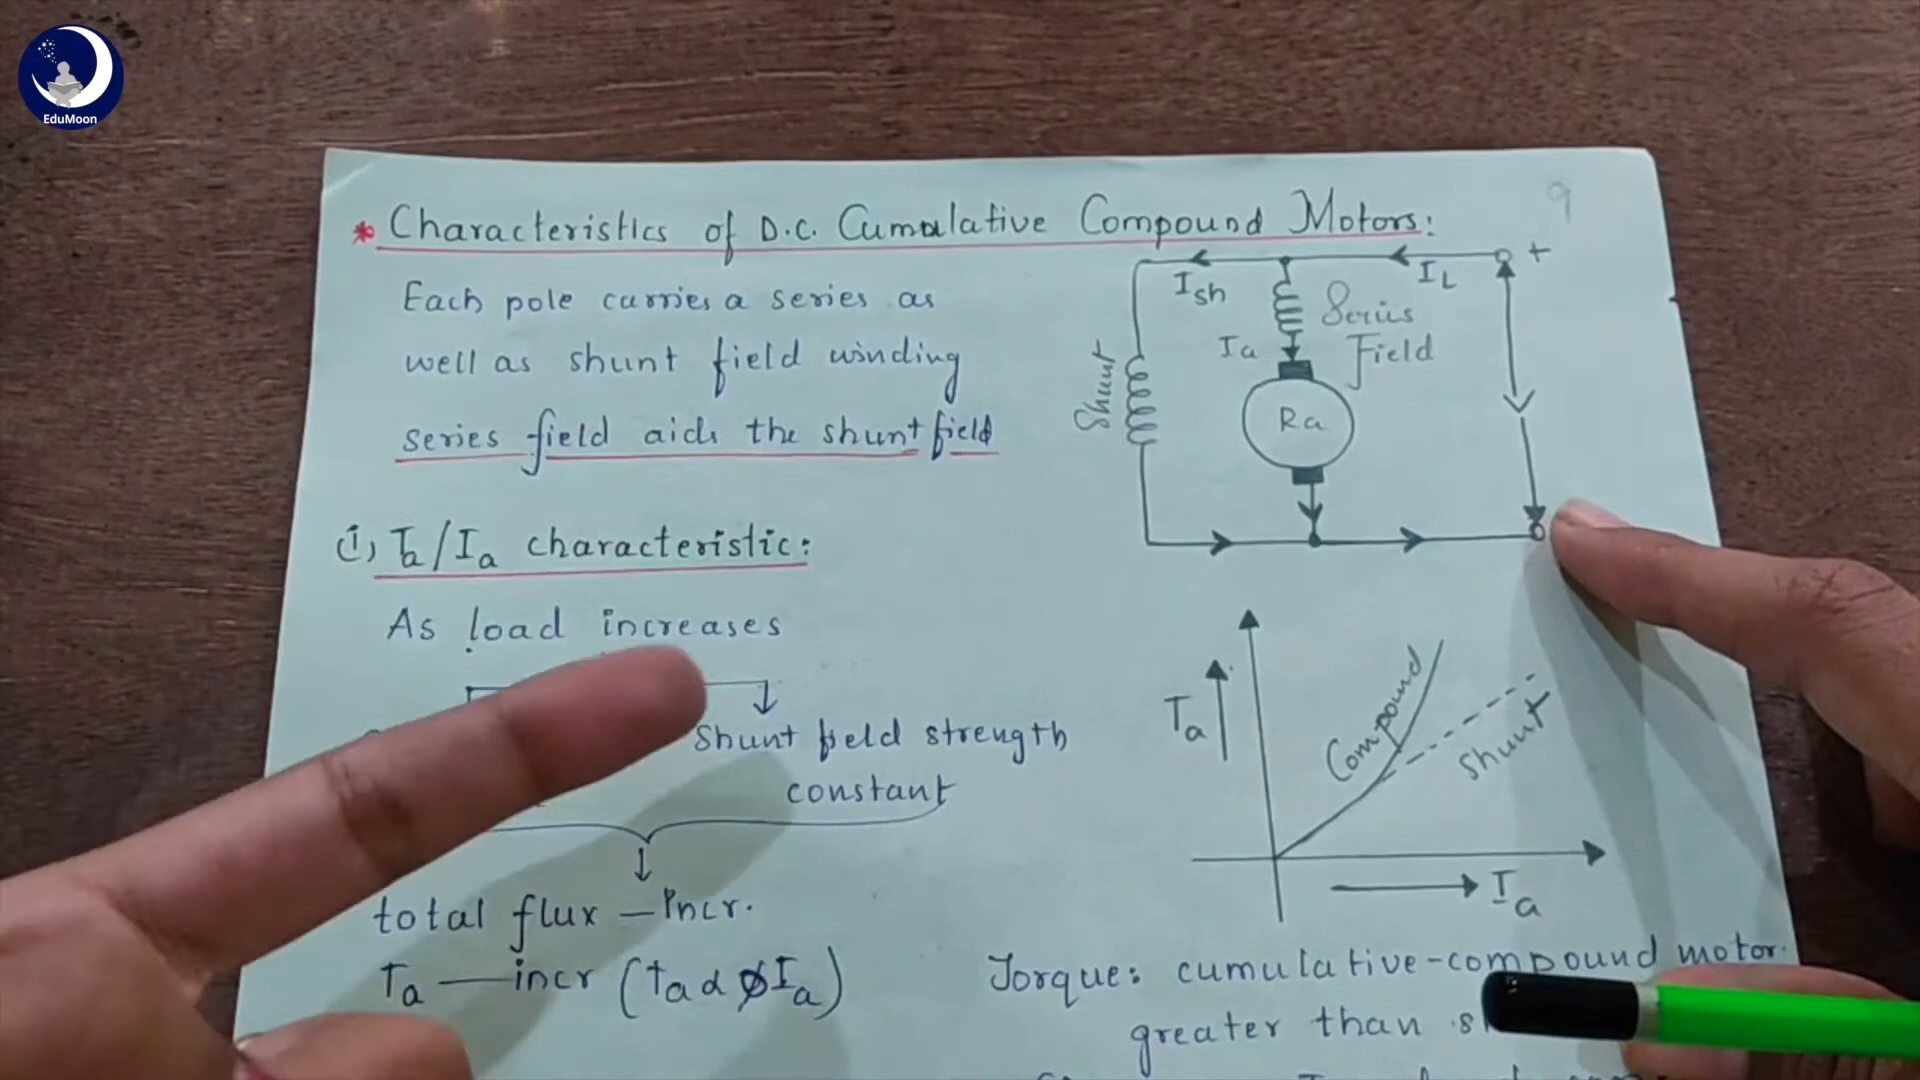 EduMoon
9
* Characteristics of D.C. Cumulative Compound Motors:
Each pole carries a series as
well as shunt field winding
series field aids the shunt field
Ish
IL
+
Series
Field
Ia
Shunt
Ra
(i) Ta/Ia characteristic:
As load increases
Shunt field strength
constant
total flux — incr.
Ta — incr (Ta α ϕIa)
Ta
Compound
Shunt
Ia
Torque: cumulative-compound motor.
greater than